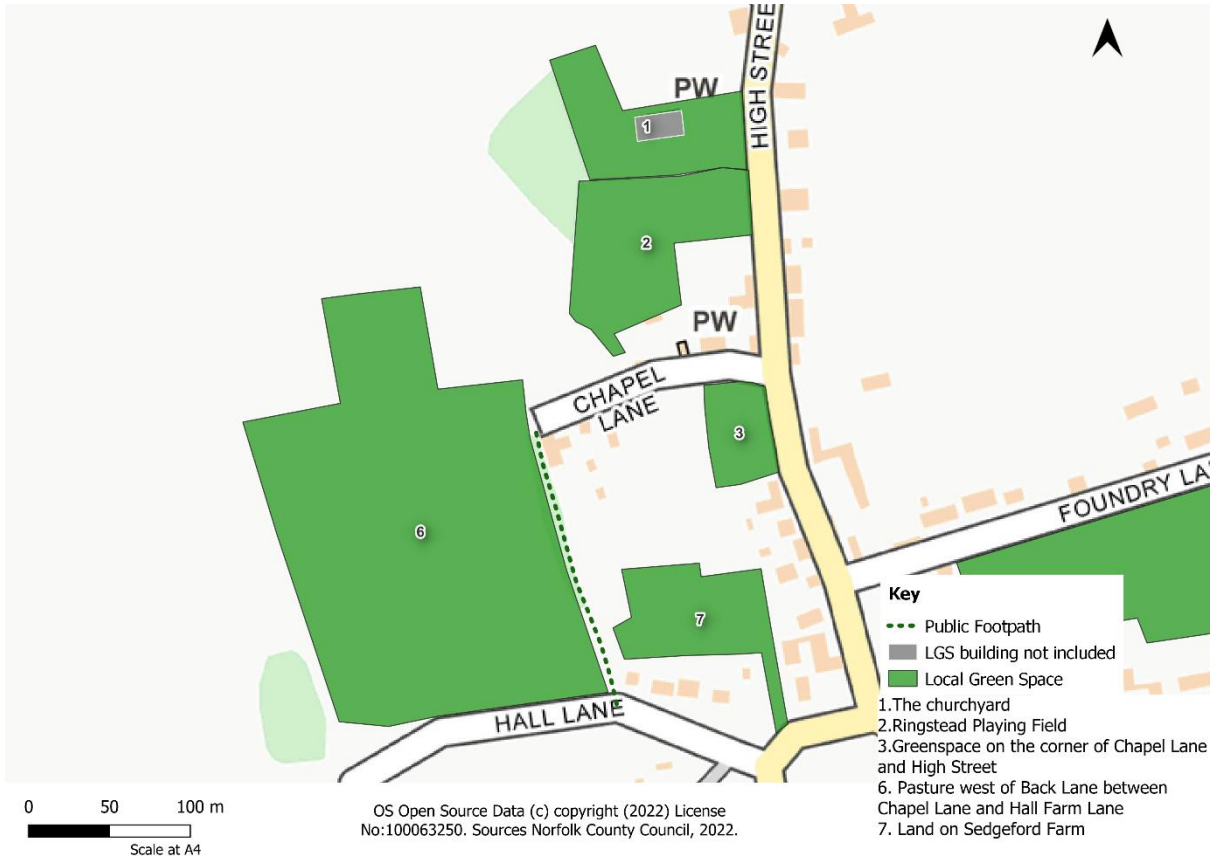 HIGH STREE
PW
1
2
PW
CHAPEL
LANE
3
6
FOUNDRY LA
7
HALL LANE
Key
Public Footpath
LGS building not included
Local Green Space
1.The churchyard
2.Ringstead Playing Field
3.Greenspace on the corner of Chapel Lane
and High Street
6. Pasture west of Back Lane between
Chapel Lane and Hall Farm Lane
7. Land on Sedgeford Farm
0 50 100 m
Scale at A4
OS Open Source Data (c) copyright (2022) License
No:100063250. Sources Norfolk County Council, 2022.